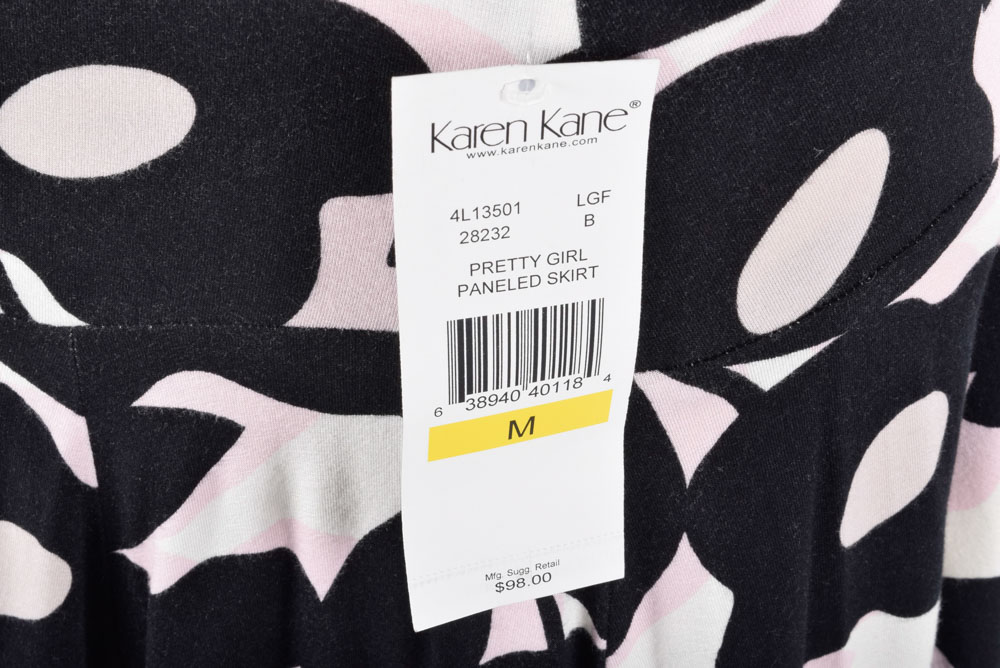 Karen Kane®
www.karenkane.com
4L13501 LGF
28232 B
PRETTY GIRL
PANELED SKIRT
6 38940 40118 4
M
Mfg. Sugg. Retail
$98.00